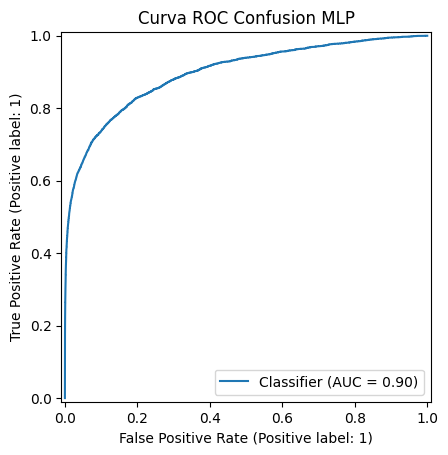 Curva ROC Confusion MLP
1.0
0.8
0.6
0.4
0.2
0.0
True Positive Rate (Positive label: 1)
Classifier (AUC = 0.90)
0.0 0.2 0.4 0.6 0.8 1.0
False Positive Rate (Positive label: 1)